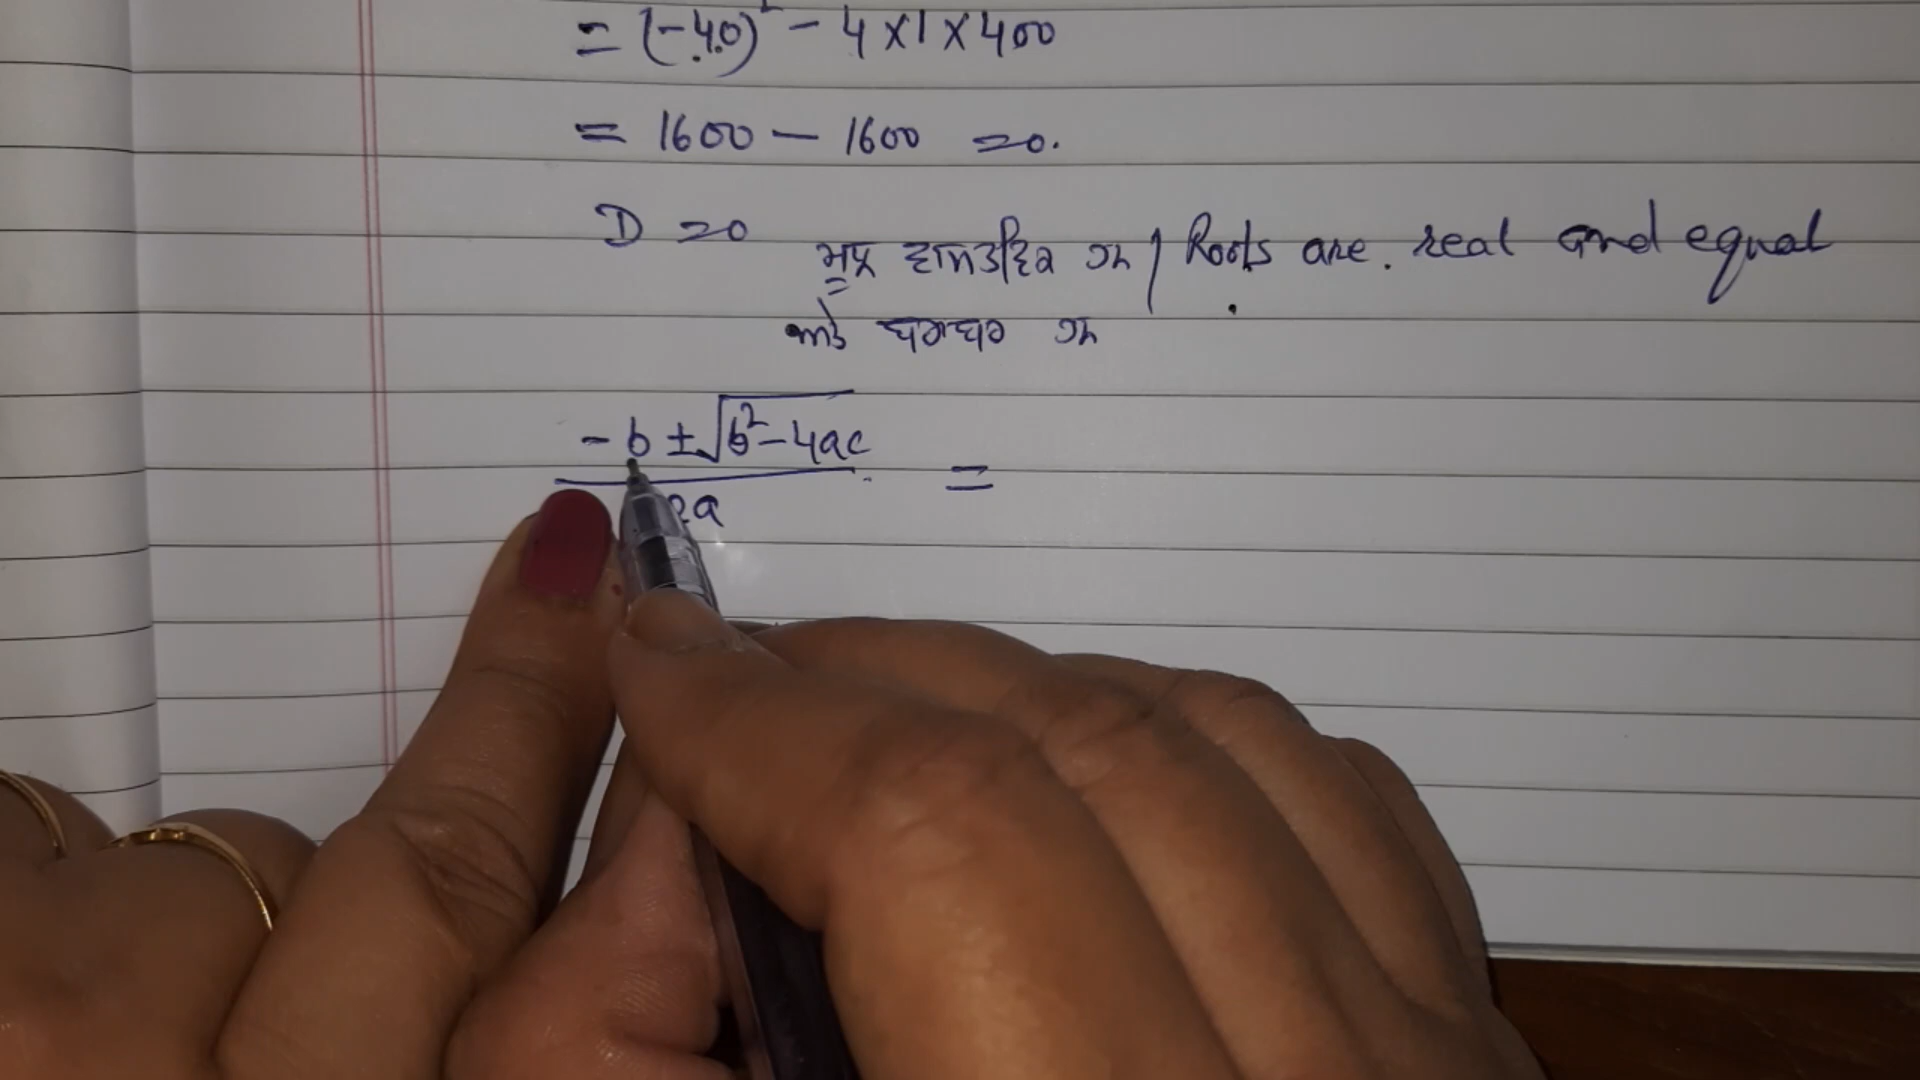 = (-40)² - 4 X 1 X 400
= 1600 - 1600 = 0.
D = 0 ਮੂਲ ਵਾਸਤਵਿਕ ਹਨ / Roots are real and equal
ਅਤੇ ਬਰਾਬਰ ਹਨ
-b ± √b²-4ac =
2a